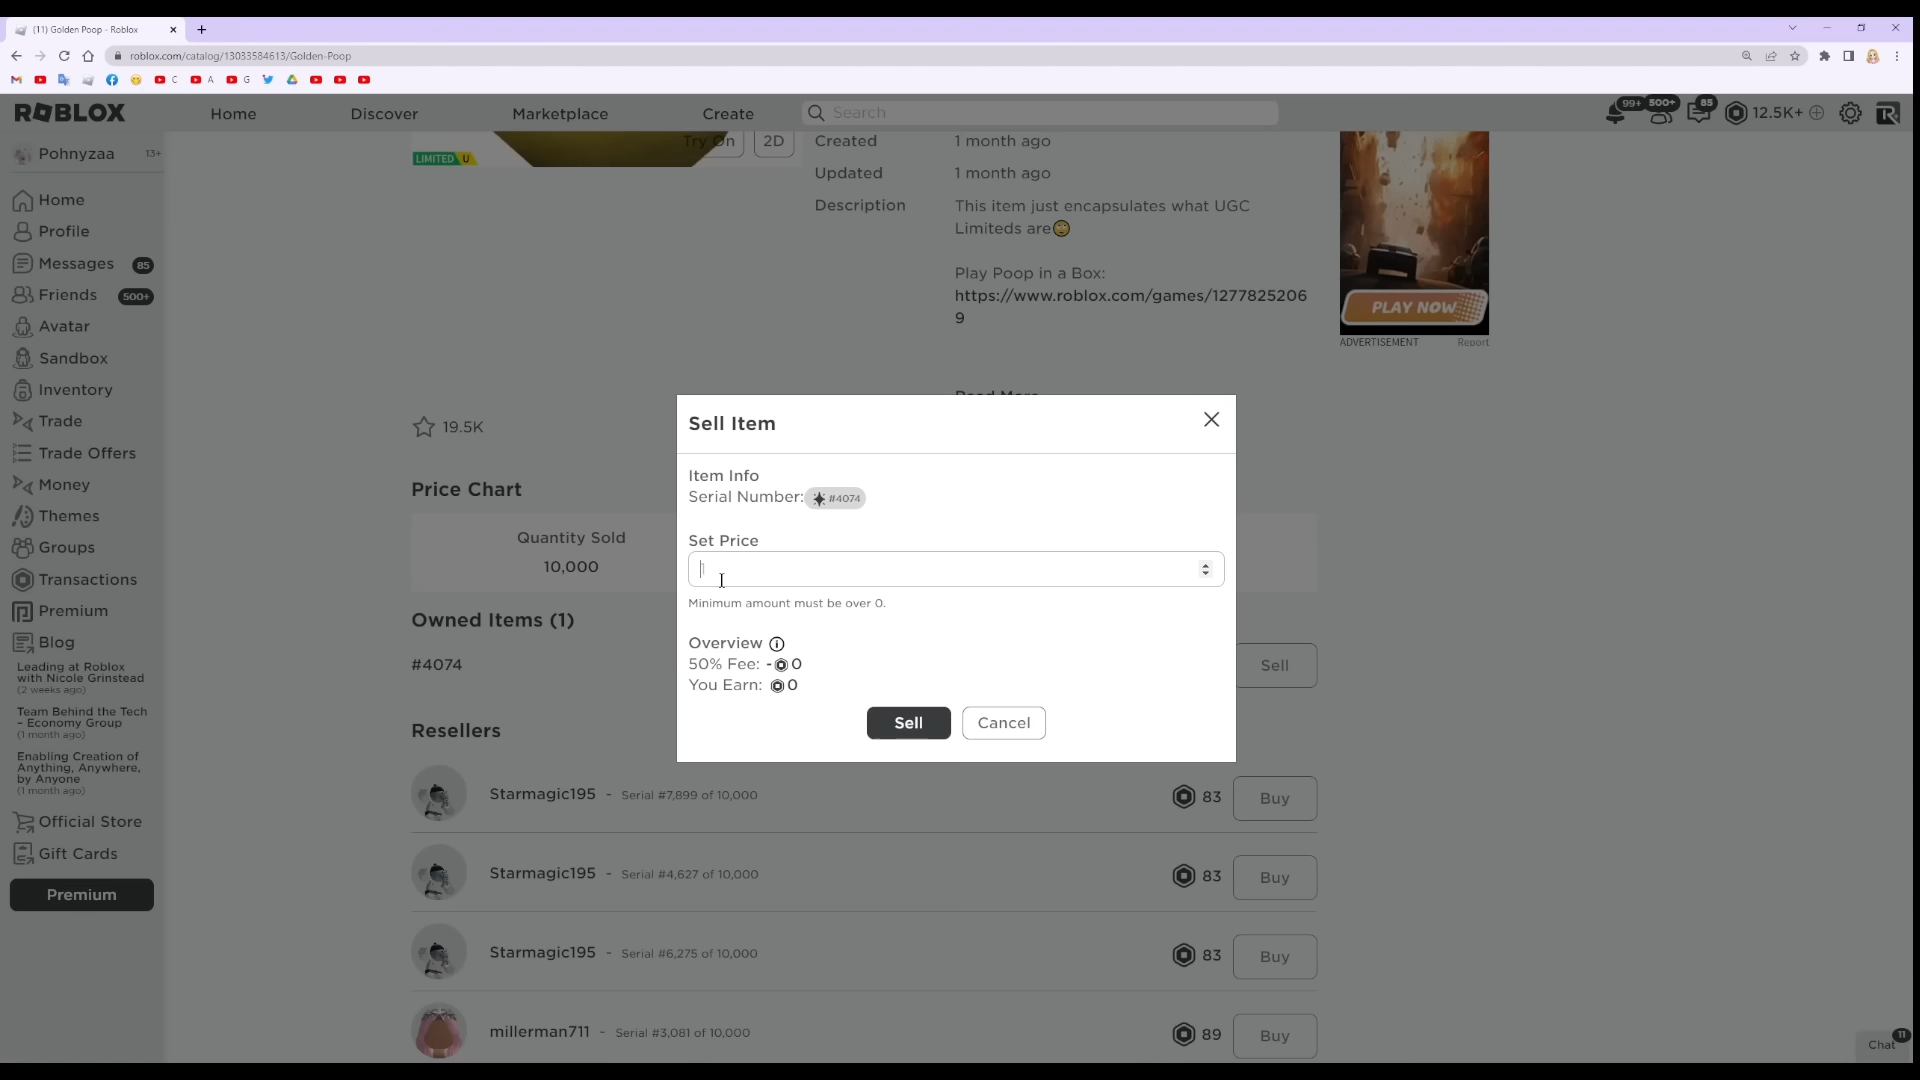 (11) Golden Poop - Roblox
roblox.com/catalog/13033584613/Golden-Poop
C
A
G
ROBLOX
Home
Discover
Marketplace
Create
Search
99+
500+
85
12.5K+
Pohnyzaa
13+
Home
Profile
Messages
85
Friends
500+
Avatar
Sandbox
Inventory
Trade
Trade Offers
Money
Themes
Groups
Transactions
Premium
Blog
Leading at Roblox
with Nicole Grinstead
(2 weeks ago)
Team Behind the Tech
– Economy Group
(1 month ago)
Enabling Creation of
Anything, Anywhere,
by Anyone
(1 month ago)
Official Store
Gift Cards
Premium
LIMITED U
Try On
2D
Created
1 month ago
Updated
1 month ago
Description
This item just encapsulates what UGC
Limiteds are🙄
Play Poop in a Box:
https://www.roblox.com/games/1277825206
9
Read More
PLAY NOW
ADVERTISEMENT
Report
19.5K
Price Chart
Quantity Sold
10,000
Owned Items (1)
#4074
Sell
Sell Item
Item Info
Serial Number: #4074
Set Price
Minimum amount must be over 0.
Overview
50% Fee: - 0
You Earn: 0
Sell
Cancel
Resellers
Starmagic195 - Serial #7,899 of 10,000
83
Buy
Starmagic195 - Serial #4,627 of 10,000
83
Buy
Starmagic195 - Serial #6,275 of 10,000
83
Buy
millerman711 - Serial #3,081 of 10,000
89
Buy
Chat
11